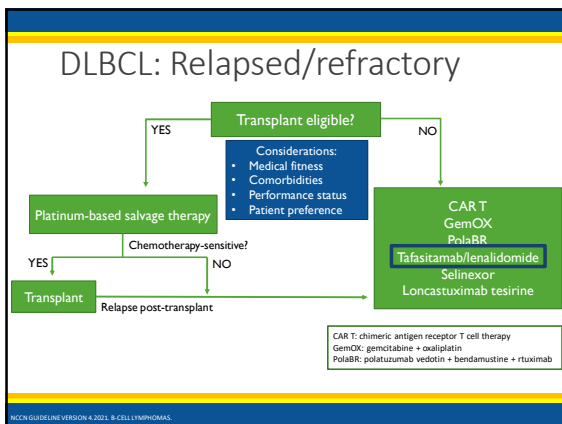 DLBCL: Relapsed/refractory
Transplant eligible?
YES
NO
Considerations:
• Medical fitness
• Comorbidities
• Performance status
• Patient preference
Platinum-based salvage therapy
Chemotherapy-sensitive?
YES
NO
Transplant
Relapse post-transplant
CAR T
GemOX
PolaBR
Tafasitamab/lenalidomide
Selinexor
Loncastuximab tesirine
CAR T: chimeric antigen receptor T cell therapy
GemOX: gemcitabine + oxaliplatin
PolaBR: polatuzumab vedotin + bendamustine + rtuximab
NCCN GUIDELINE VERSION 4.2021. B-CELL LYMPHOMAS.